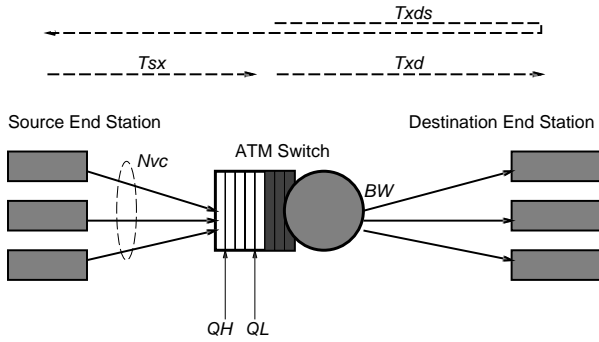 Txds
Tsx
Txd
Source End Station
Destination End Station
ATM Switch
Nvc
BW
QH
QL